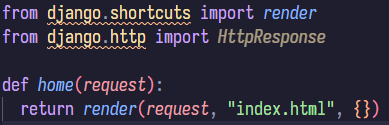 from django.shortcuts import render
from django.http import HttpResponse

def home(request):
  return render(request, "index.html", {})